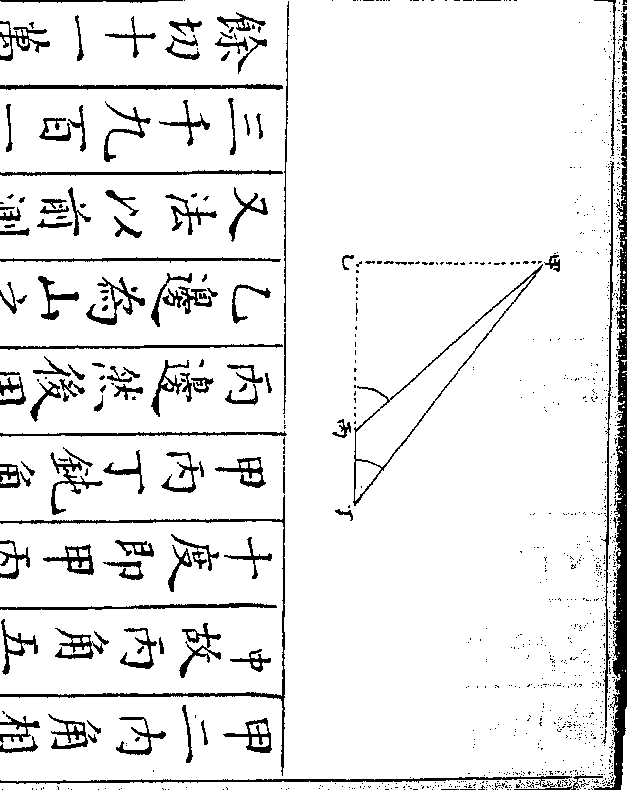 甲
乙
丙
丁
餘切十一萬
三千九百一
又法以前測
乙邊為山之
丙邊然後用
甲丙丁鈍角
十度即甲丙
中故丙角五
甲二内角相